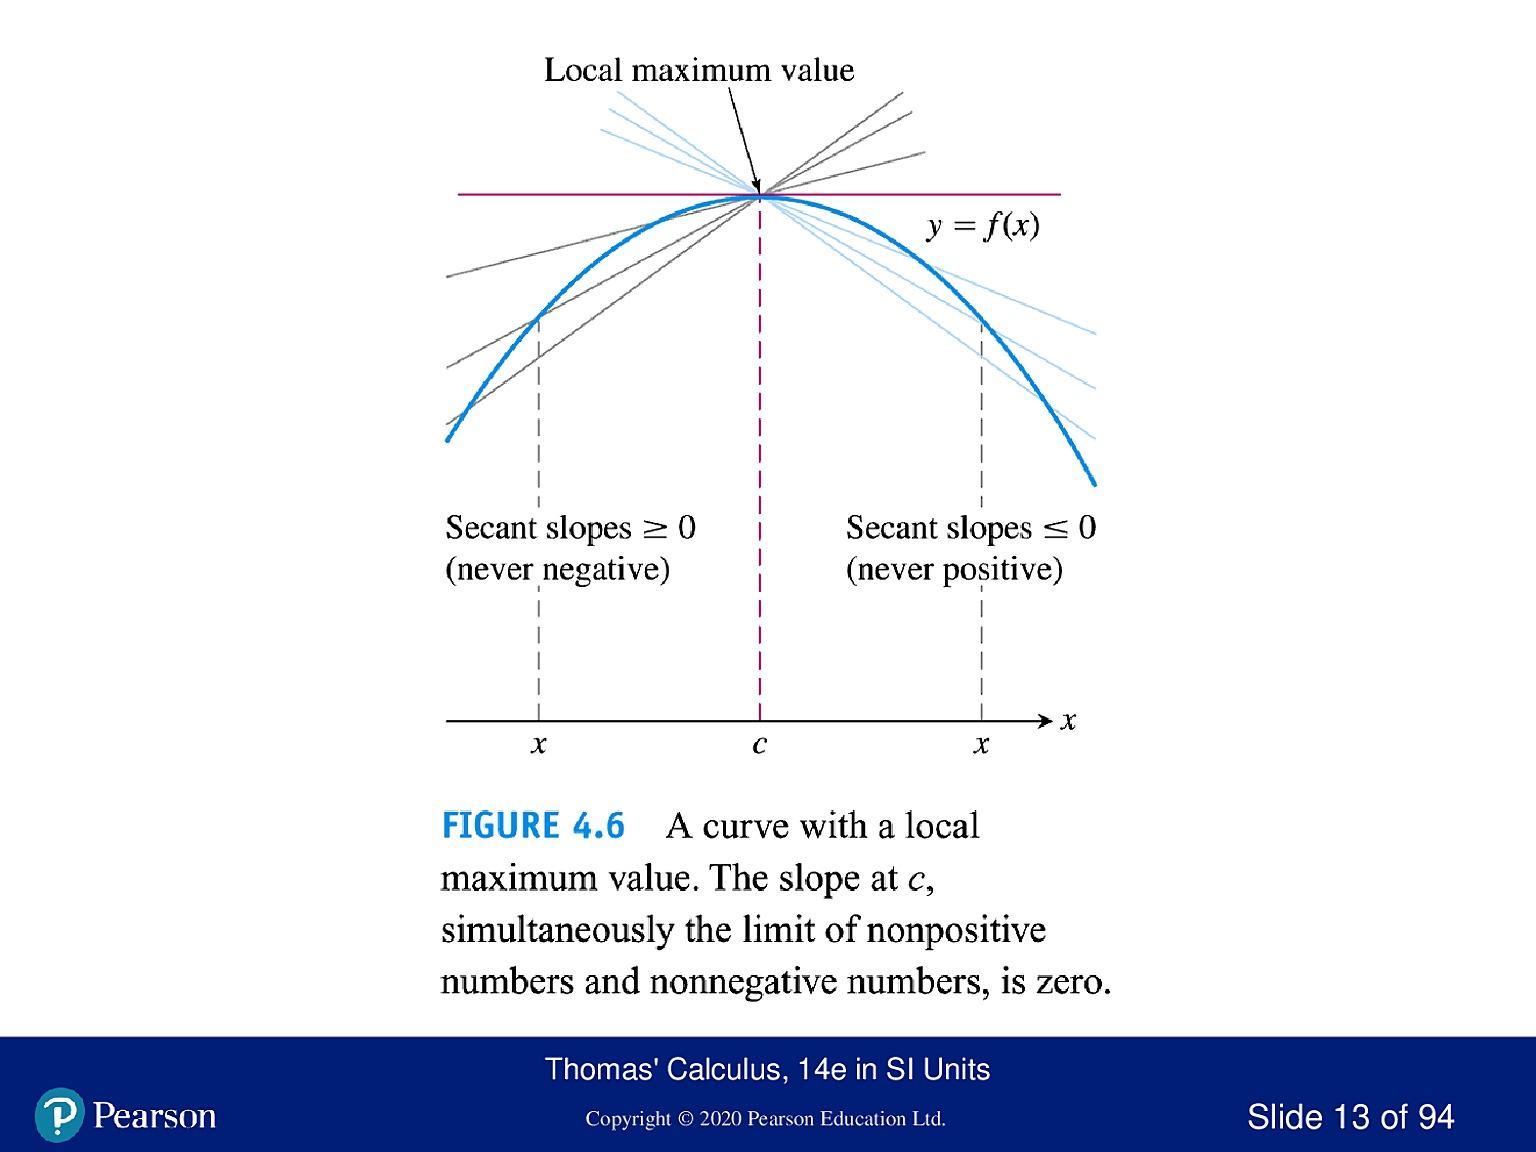 Local maximum value
y = f(x)
Secant slopes ≥ 0
(never negative)
Secant slopes ≤ 0
(never positive)
x
x
c
x
FIGURE 4.6 A curve with a local
maximum value. The slope at c,
simultaneously the limit of nonpositive
numbers and nonnegative numbers, is zero.
Thomas' Calculus, 14e in SI Units
Pearson
Copyright © 2020 Pearson Education Ltd.
Slide 13 of 94